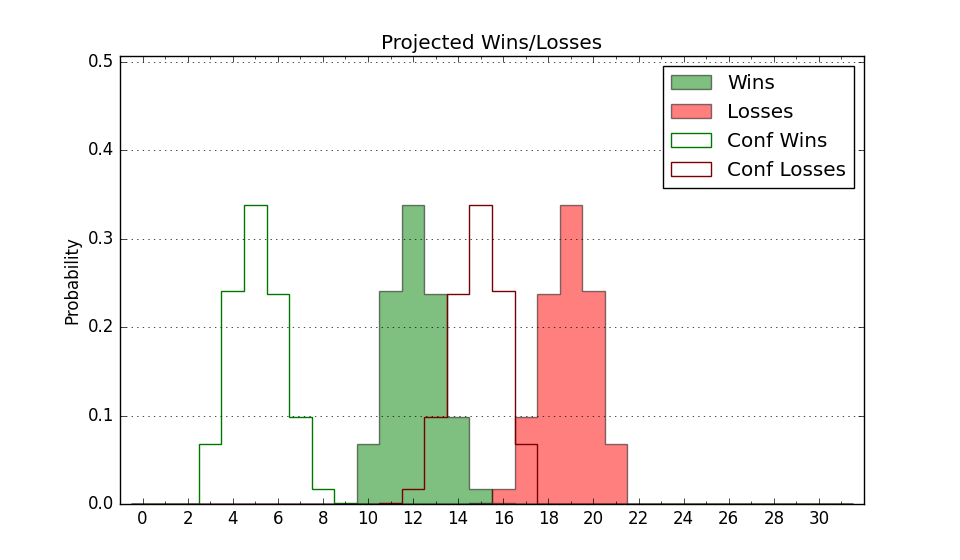 Projected Wins/Losses
0.5
0.4
0.3
0.2
0.1
0.0
Probability
0 2 4 6 8 10 12 14 16 18 20 22 24 26 28 30
Wins
Losses
Conf Wins
Conf Losses